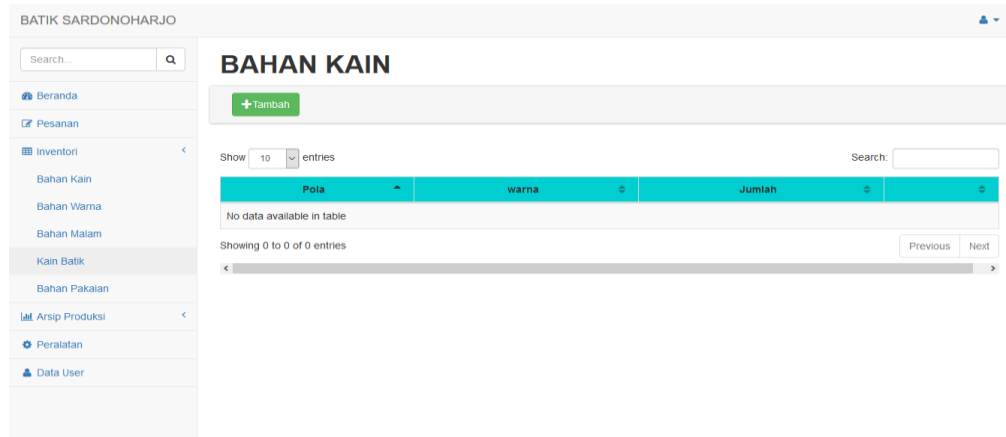 BATIK SARDONOHARJO
Search...
Beranda
Pesanan
Inventori
Bahan Kain
Bahan Warna
Bahan Malam
Kain Batik
Bahan Pakaian
Arsip Produksi
Peralatan
Data User
BAHAN KAIN
Tambah
Show 10 entries Search:
Pola warna Jumlah
No data available in table
Showing 0 to 0 of 0 entries Previous Next